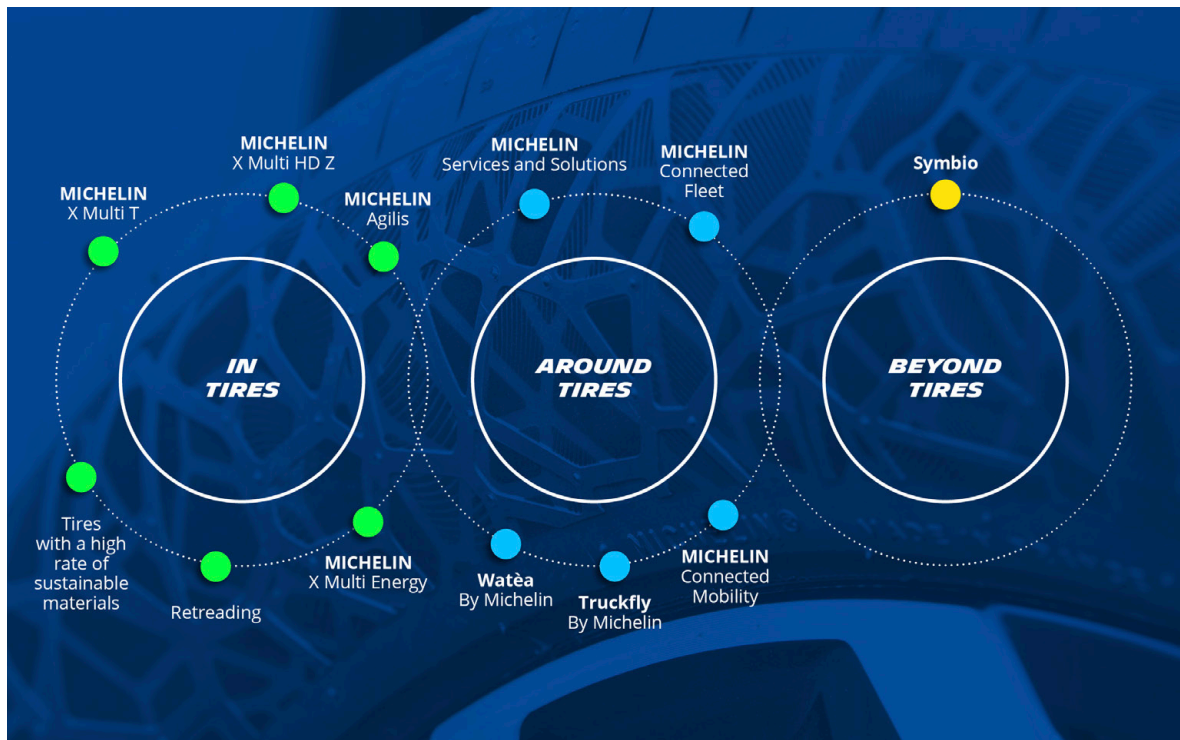 MICHELIN
X Multi T
MICHELIN
X Multi HD Z
MICHELIN
Agilis
IN
TIRES
Tires
with a high
rate of
sustainable
materials
Retreading
MICHELIN
X Multi Energy
MICHELIN
Services and Solutions
MICHELIN
Connected
Fleet
AROUND
TIRES
Watèa
By Michelin
Truckfly
By Michelin
MICHELIN
Connected
Mobility
Symbio
BEYOND
TIRES